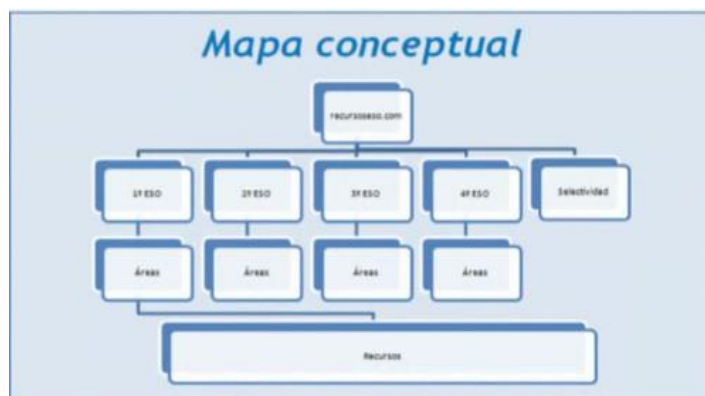 Mapa conceptual
recursoseso.com
1º ESO
2º ESO
3º ESO
4º ESO
Selectividad
Áreas
Áreas
Áreas
Áreas
Recursos